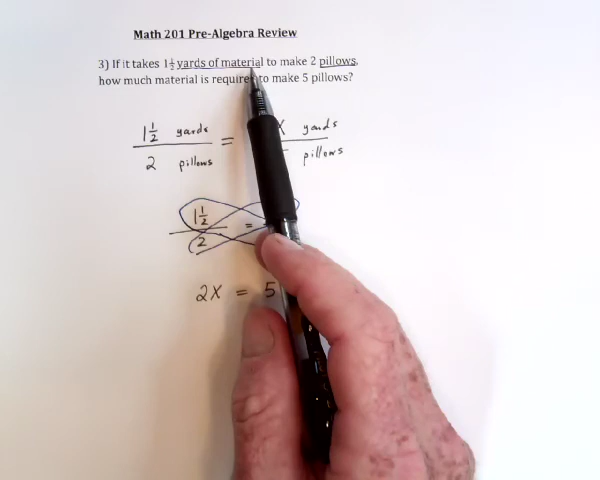 Math 201 Pre-Algebra Review
3) If it takes 1½ yards of material to make 2 pillows,
how much material is require to make 5 pillows?
1½ yards = X yards
2 pillows pillows
1½ =
2
2X = 5